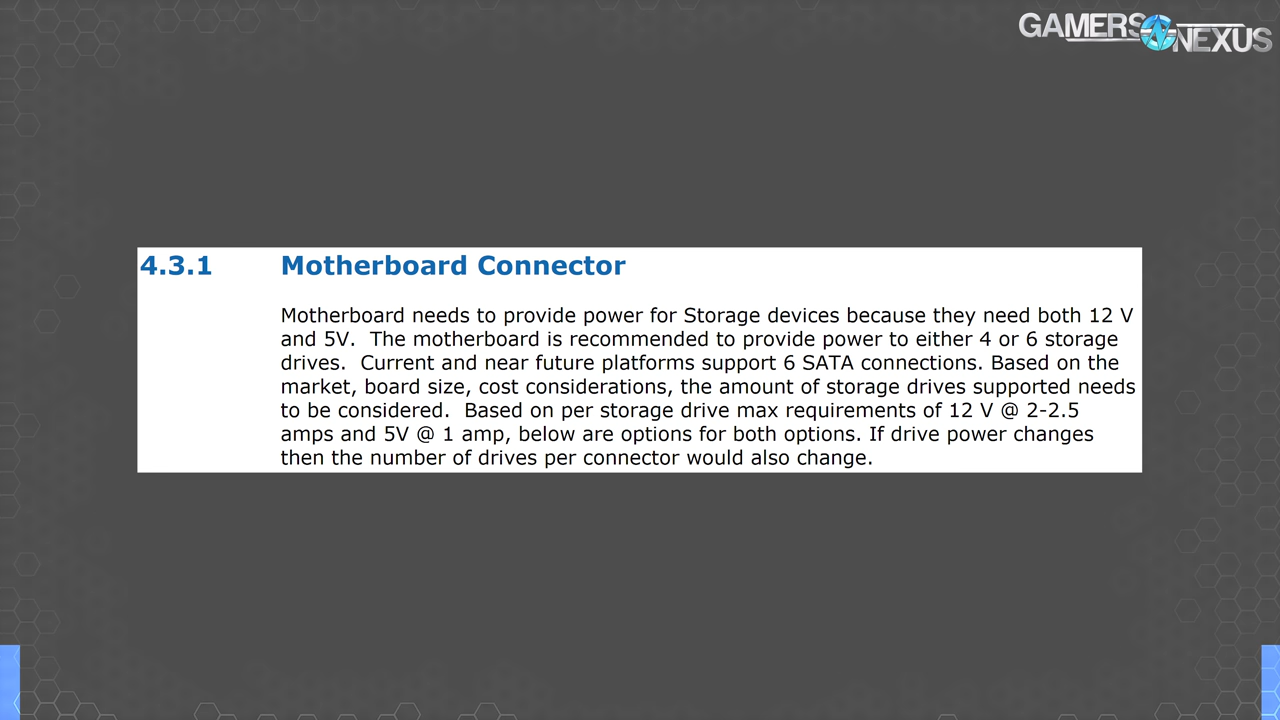 GAMERS NEXUS
4.3.1 Motherboard Connector
Motherboard needs to provide power for Storage devices because they need both 12 V
and 5V. The motherboard is recommended to provide power to either 4 or 6 storage
drives. Current and near future platforms support 6 SATA connections. Based on the
market, board size, cost considerations, the amount of storage drives supported needs
to be considered. Based on per storage drive max requirements of 12 V @ 2-2.5
amps and 5V @ 1 amp, below are options for both options. If drive power changes
then the number of drives per connector would also change.